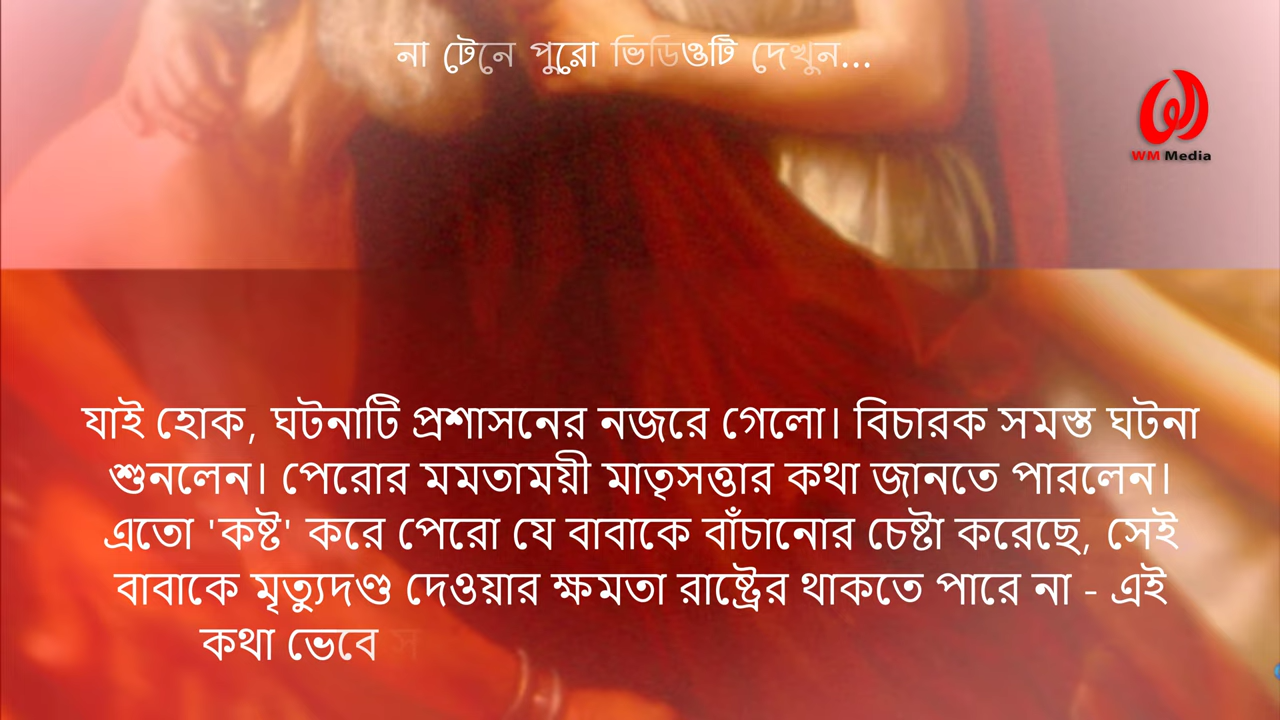 না টেনে পুরো ভিডিওটি দেখুন...
WM Media
যাই হোক, ঘটনাটি প্রশাসনের নজরে গেলো। বিচারক সমস্ত ঘটনা
শুনলেন। পেরোর মমতাময়ী মাতৃসত্তার কথা জানতে পারলেন।
এতো 'কষ্ট' করে পেরো যে বাবাকে বাঁচানোর চেষ্টা করেছে, সেই
বাবাকে মৃত্যুদণ্ড দেওয়ার ক্ষমতা রাষ্ট্রের থাকতে পারে না - এই
কথা ভেবে